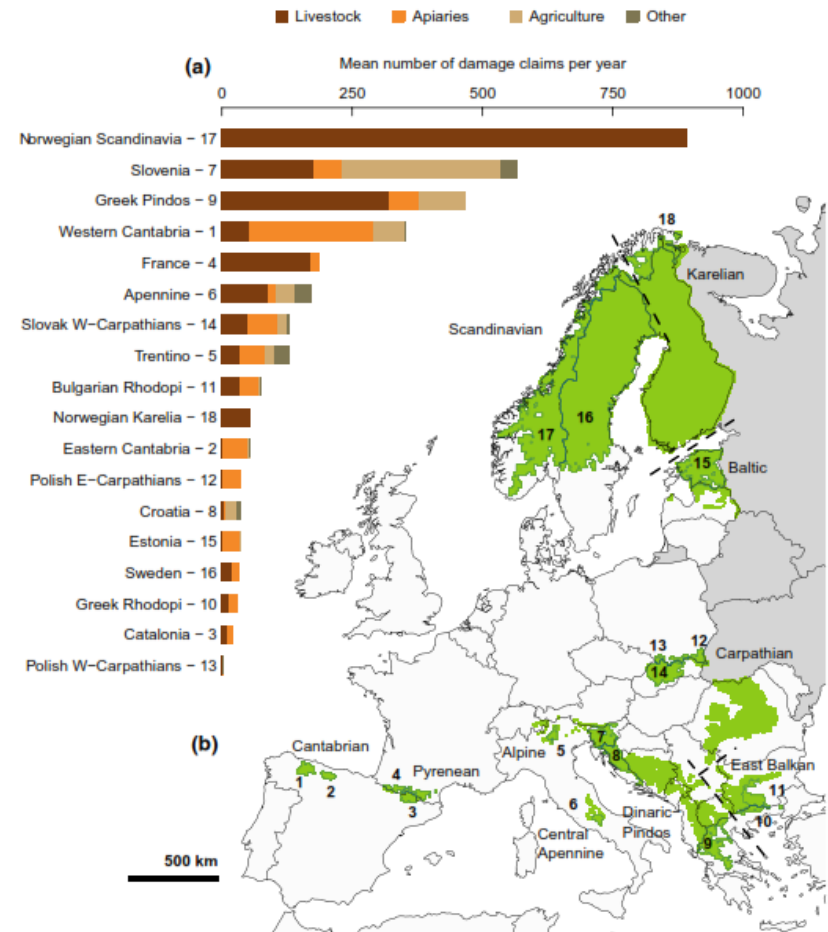 Livestock Apiaries Agriculture Other
(a)
Mean number of damage claims per year
0 250 500 750 1000
Norwegian Scandinavia − 17
Slovenia − 7
Greek Pindos − 9
Western Cantabria − 1
France − 4
Apennine − 6
Slovak W−Carpathians − 14
Trentino − 5
Bulgarian Rhodopi − 11
Norwegian Karelia − 18
Eastern Cantabria − 2
Polish E−Carpathians − 12
Croatia − 8
Estonia − 15
Sweden − 16
Greek Rhodopi − 10
Catalonia − 3
Polish W−Carpathians − 13
(b)
18
Karelian
Scandinavian
16
17
15
Baltic
13
12
Carpathian
14
Cantabrian
1
2
4
Pyrenean
3
Alpine
5
7
8
East Balkan
11
10
6
Central
Apennine
Dinaric
Pindos
9
500 km